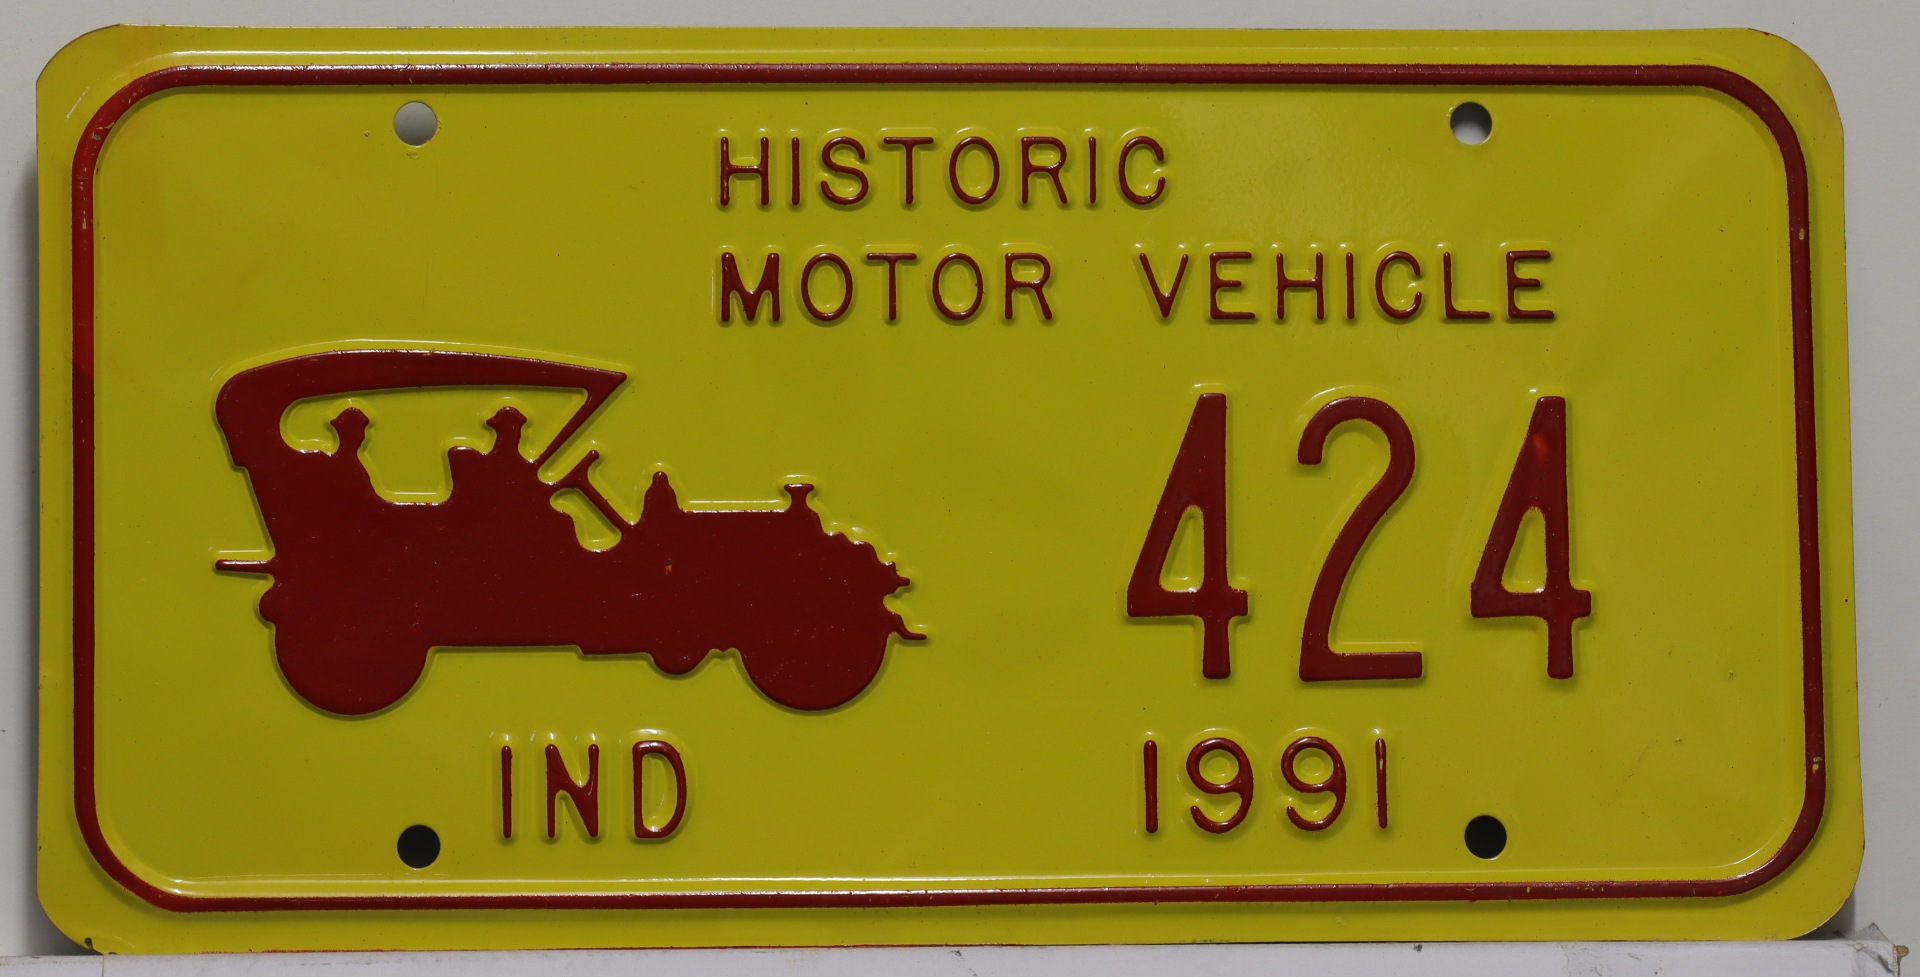 HISTORIC
MOTOR VEHICLE
424
IND 1991